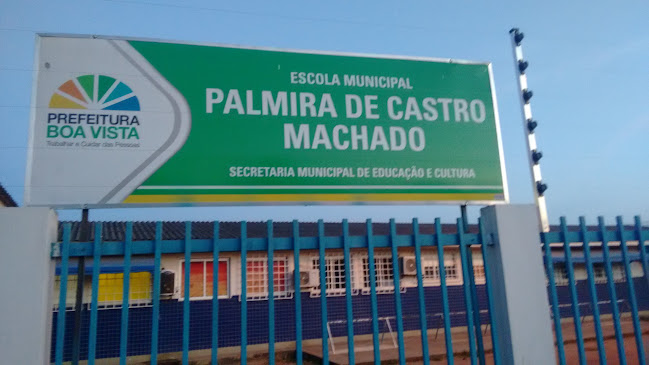 PREFEITURA
BOA VISTA
Trabalhar e Cuidar das Pessoas
ESCOLA MUNICIPAL
PALMIRA DE CASTRO
MACHADO
SECRETARIA MUNICIPAL DE EDUCAÇÃO E CULTURA